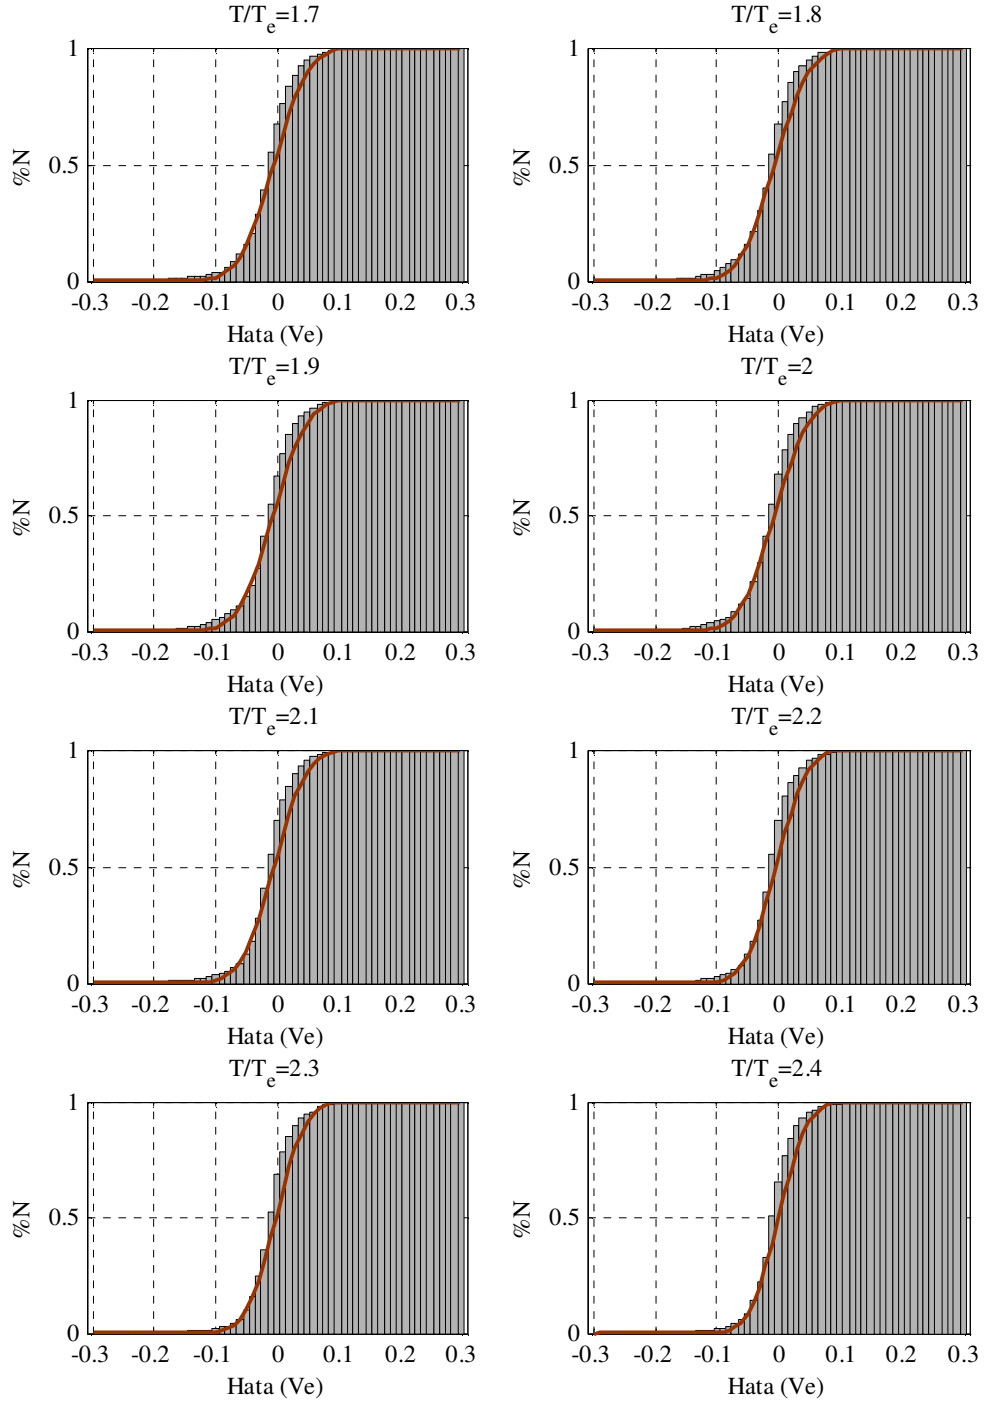 T/Te=1.7
T/Te=1.8
1
0.5
0
%N
-0.3 -0.2 -0.1 0 0.1 0.2 0.3
Hata (Ve)
1
0.5
0
%N
-0.3 -0.2 -0.1 0 0.1 0.2 0.3
Hata (Ve)
T/Te=1.9
T/Te=2
1
0.5
0
%N
-0.3 -0.2 -0.1 0 0.1 0.2 0.3
Hata (Ve)
1
0.5
0
%N
-0.3 -0.2 -0.1 0 0.1 0.2 0.3
Hata (Ve)
T/Te=2.1
T/Te=2.2
1
0.5
0
%N
-0.3 -0.2 -0.1 0 0.1 0.2 0.3
Hata (Ve)
1
0.5
0
%N
-0.3 -0.2 -0.1 0 0.1 0.2 0.3
Hata (Ve)
T/Te=2.3
T/Te=2.4
1
0.5
0
%N
-0.3 -0.2 -0.1 0 0.1 0.2 0.3
Hata (Ve)
1
0.5
0
%N
-0.3 -0.2 -0.1 0 0.1 0.2 0.3
Hata (Ve)